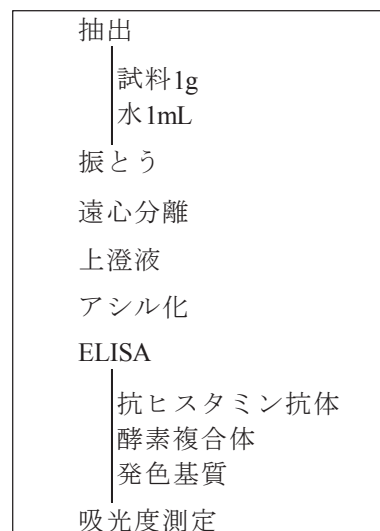 抽出
試料1g
水1mL
振とう
遠心分離
上澄液
アシル化
ELISA
抗ヒスタミン抗体
酵素複合体
発色基質
吸光度測定